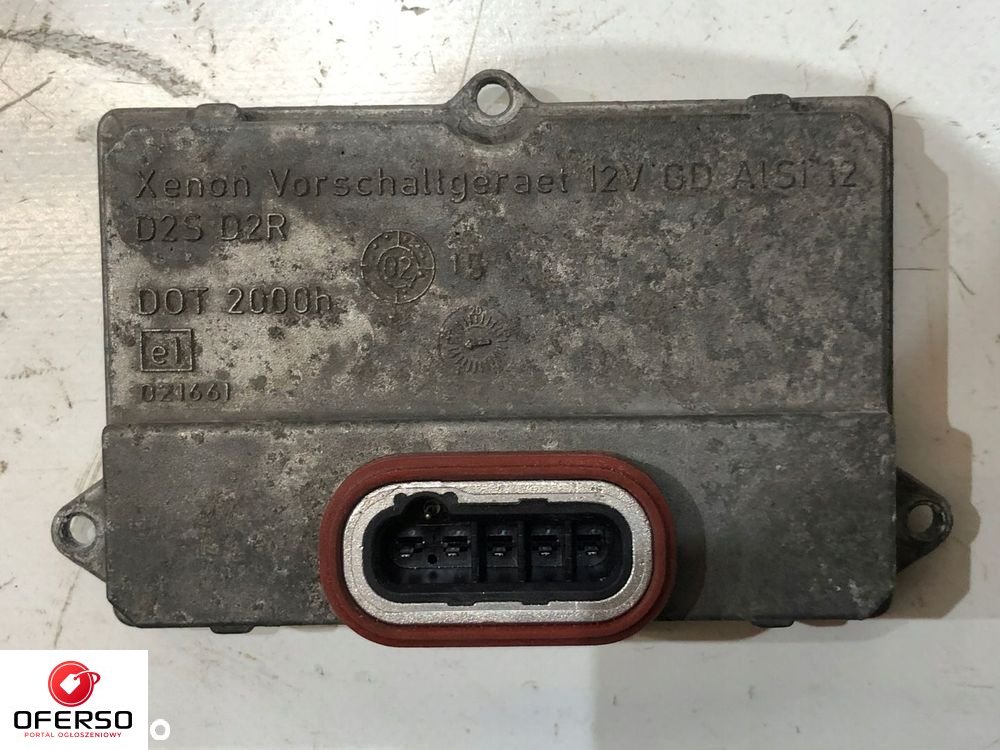 Xenon Vorschaltgeraet 12V GD AlSi 12
D2S D2R
02 15
DOT 2000h
e1
021661
OFERSO
PORTAL OGŁOSZENIOWY